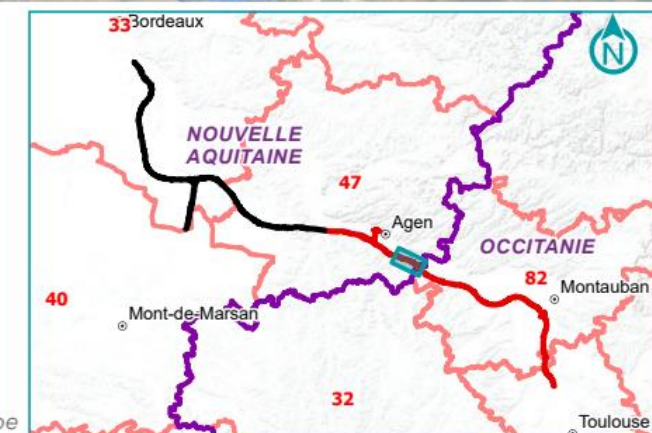 33
Bordeaux
N
NOUVELLE
AQUITAINE
47
Agen
OCCITANIE
82
Montauban
40
Mont-de-Marsan
32
Toulouse